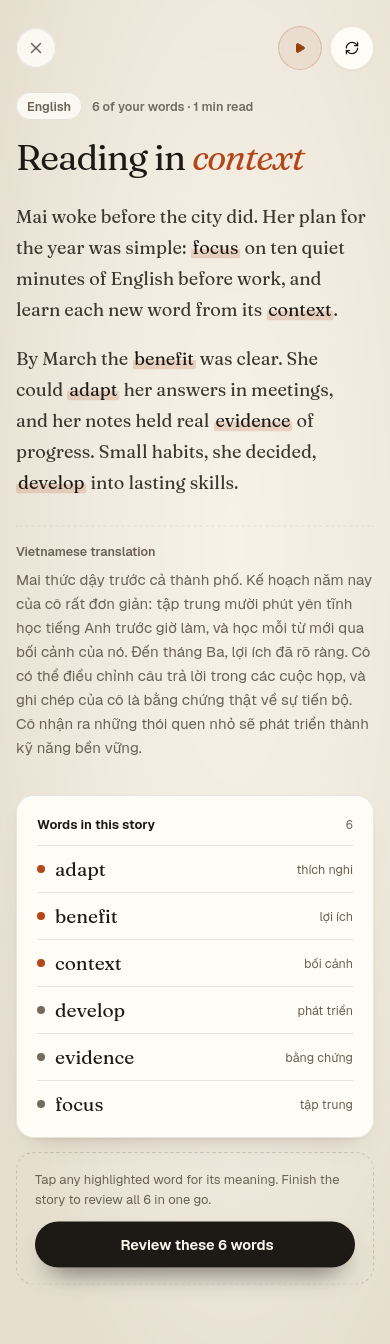 English
6 of your words · 1 min read
Reading in context
Mai woke before the city did. Her plan for
the year was simple: focus on ten quiet
minutes of English before work, and
learn each new word from its context.
By March the benefit was clear. She
could adapt her answers in meetings,
and her notes held real evidence of
progress. Small habits, she decided,
develop into lasting skills.
Vietnamese translation
Mai thức dậy trước cả thành phố. Kế hoạch năm nay
của cô rất đơn giản: tập trung mười phút yên tĩnh
học tiếng Anh trước giờ làm, và học mỗi từ mới qua
bối cảnh của nó. Đến tháng Ba, lợi ích đã rõ ràng. Cô
có thể điều chỉnh câu trả lời trong các cuộc họp, và
ghi chép của cô là bằng chứng thật về sự tiến bộ.
Cô nhận ra những thói quen nhỏ sẽ phát triển thành
kỹ năng bền vững.
Words in this story 6
adapt thích nghi
benefit lợi ích
context bối cảnh
develop phát triển
evidence bằng chứng
focus tập trung
Tap any highlighted word for its meaning. Finish the
story to review all 6 in one go.
Review these 6 words